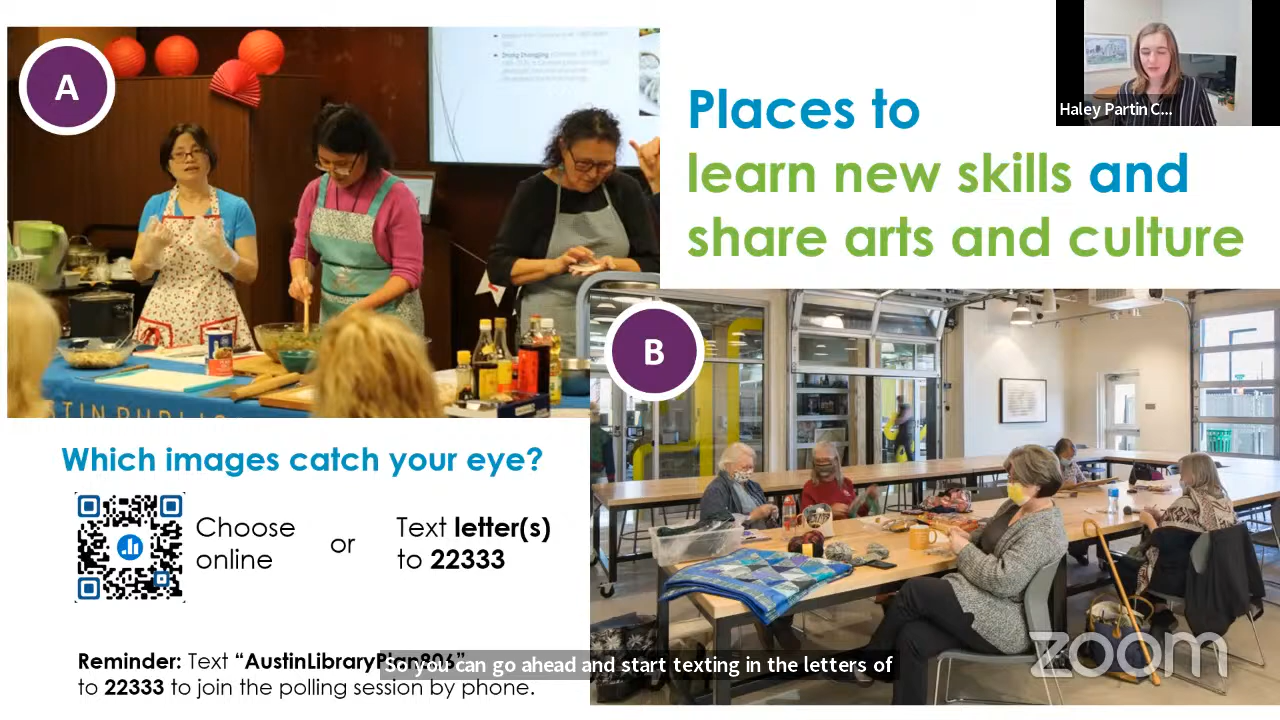 A
Places to
learn new skills and
share arts and culture
Haley Partin C...
B
Which images catch your eye?
Choose
online
or
Text letter(s)
to 22333
Reminder: Text “AustinLibraryPlan806”
to 22333 to join the polling session by phone.
So you can go ahead and start texting in the letters of
zoom